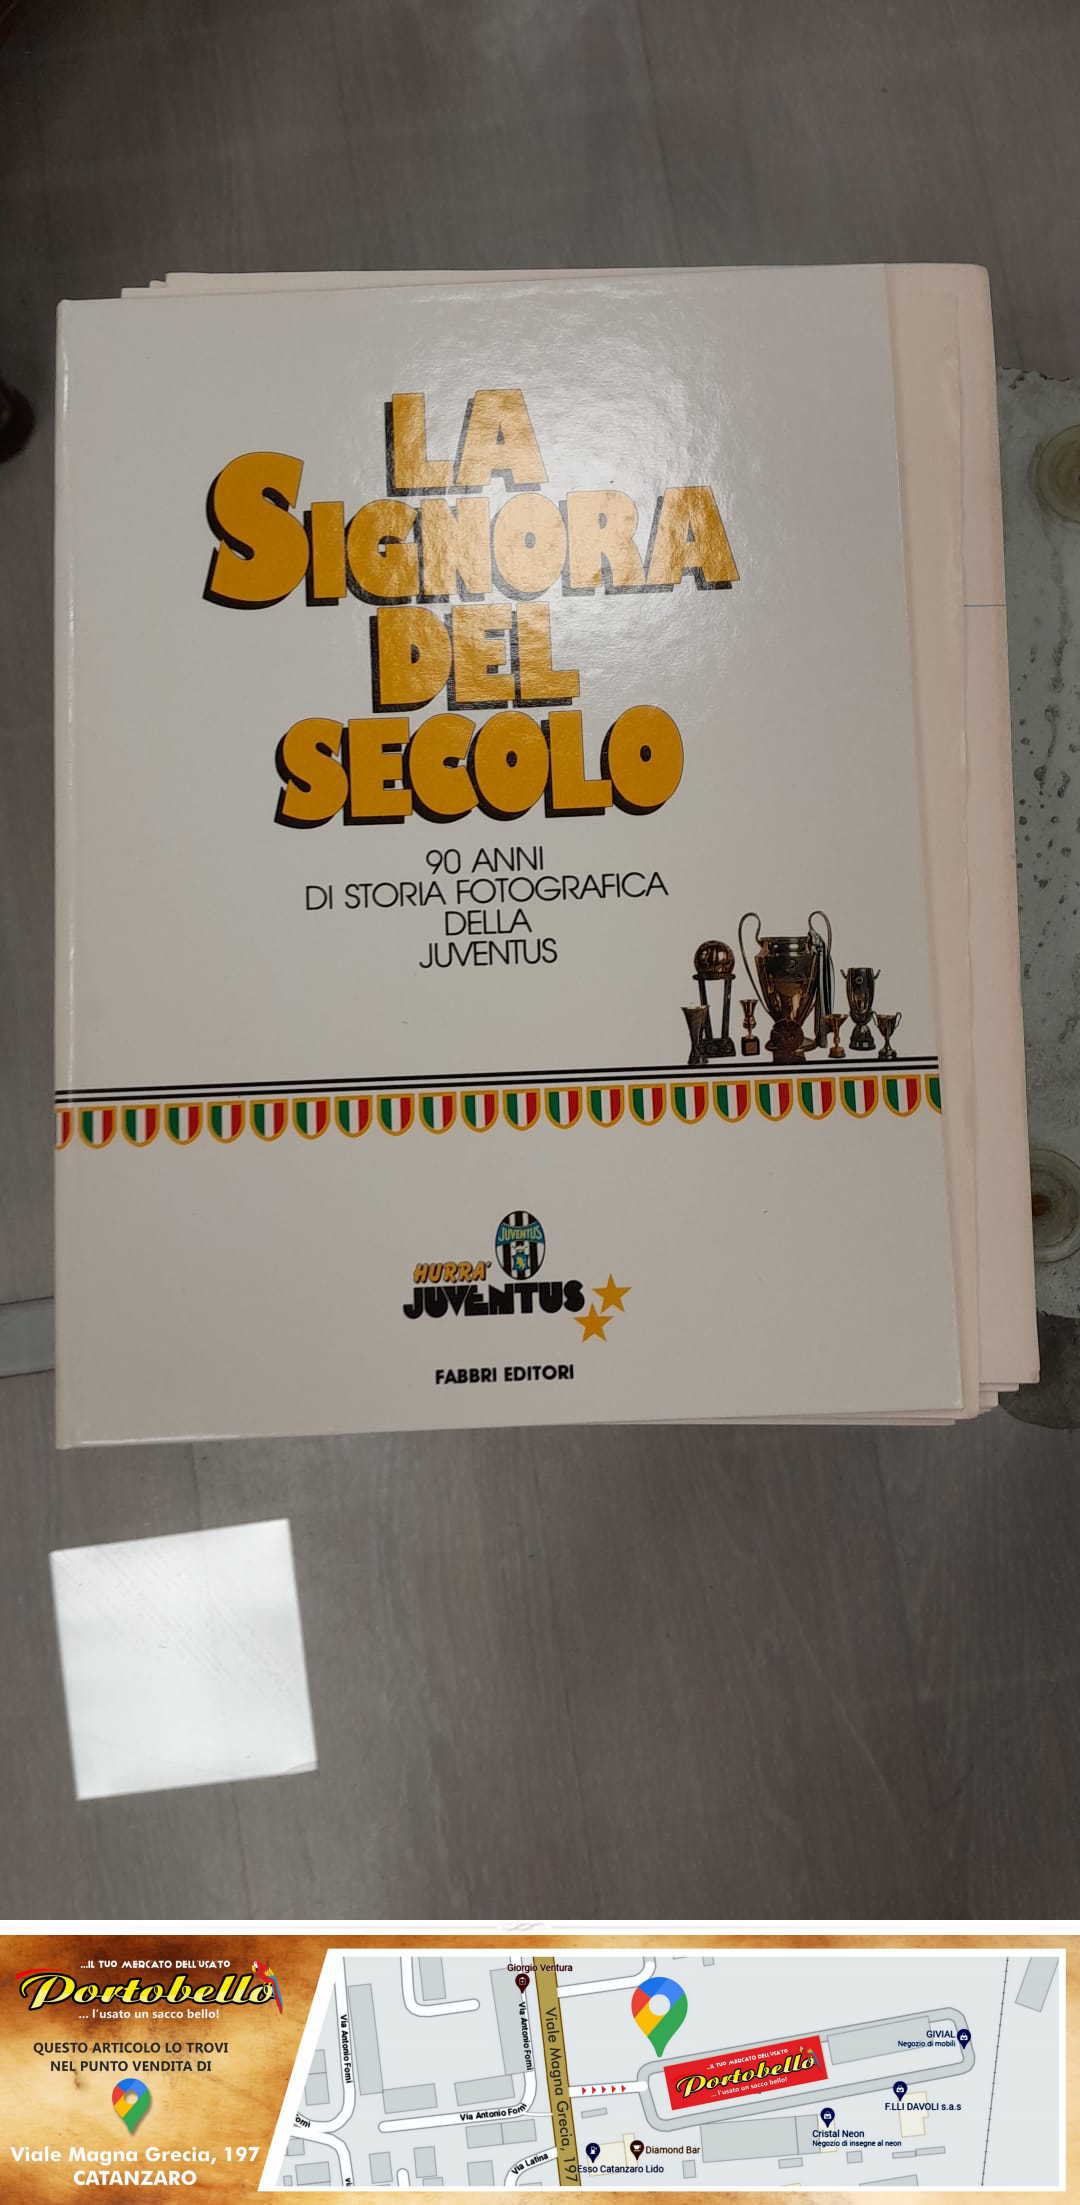 LA
SIGNORA
DEL
SECOLO
90 ANNI
DI STORIA FOTOGRAFICA
DELLA
JUVENTUS
JUVENTUS
HURRA'
JUVENTUS
FABBRI EDITORI
...IL TUO MERCATO DELL'USATO
Portobello
... l'usato un sacco bello!
QUESTO ARTICOLO LO TROVI
NEL PUNTO VENDITA DI
Viale Magna Grecia, 197
CATANZARO
Giorgio Ventura
Via Antonio Forni
Via Antonio Forni
Viale Magna Grecia, 197
...IL TUO MERCATO DELL'USATO
Portobello
... l'usato un sacco bello!
GIVIAL
Negozio di mobili
F.LLI DAVOLI s.a.s
Via Antonio Forni
Cristal Neon
Negozio di insegne al neon
Diamond Bar
Via Latina
Esso Catanzaro Lido